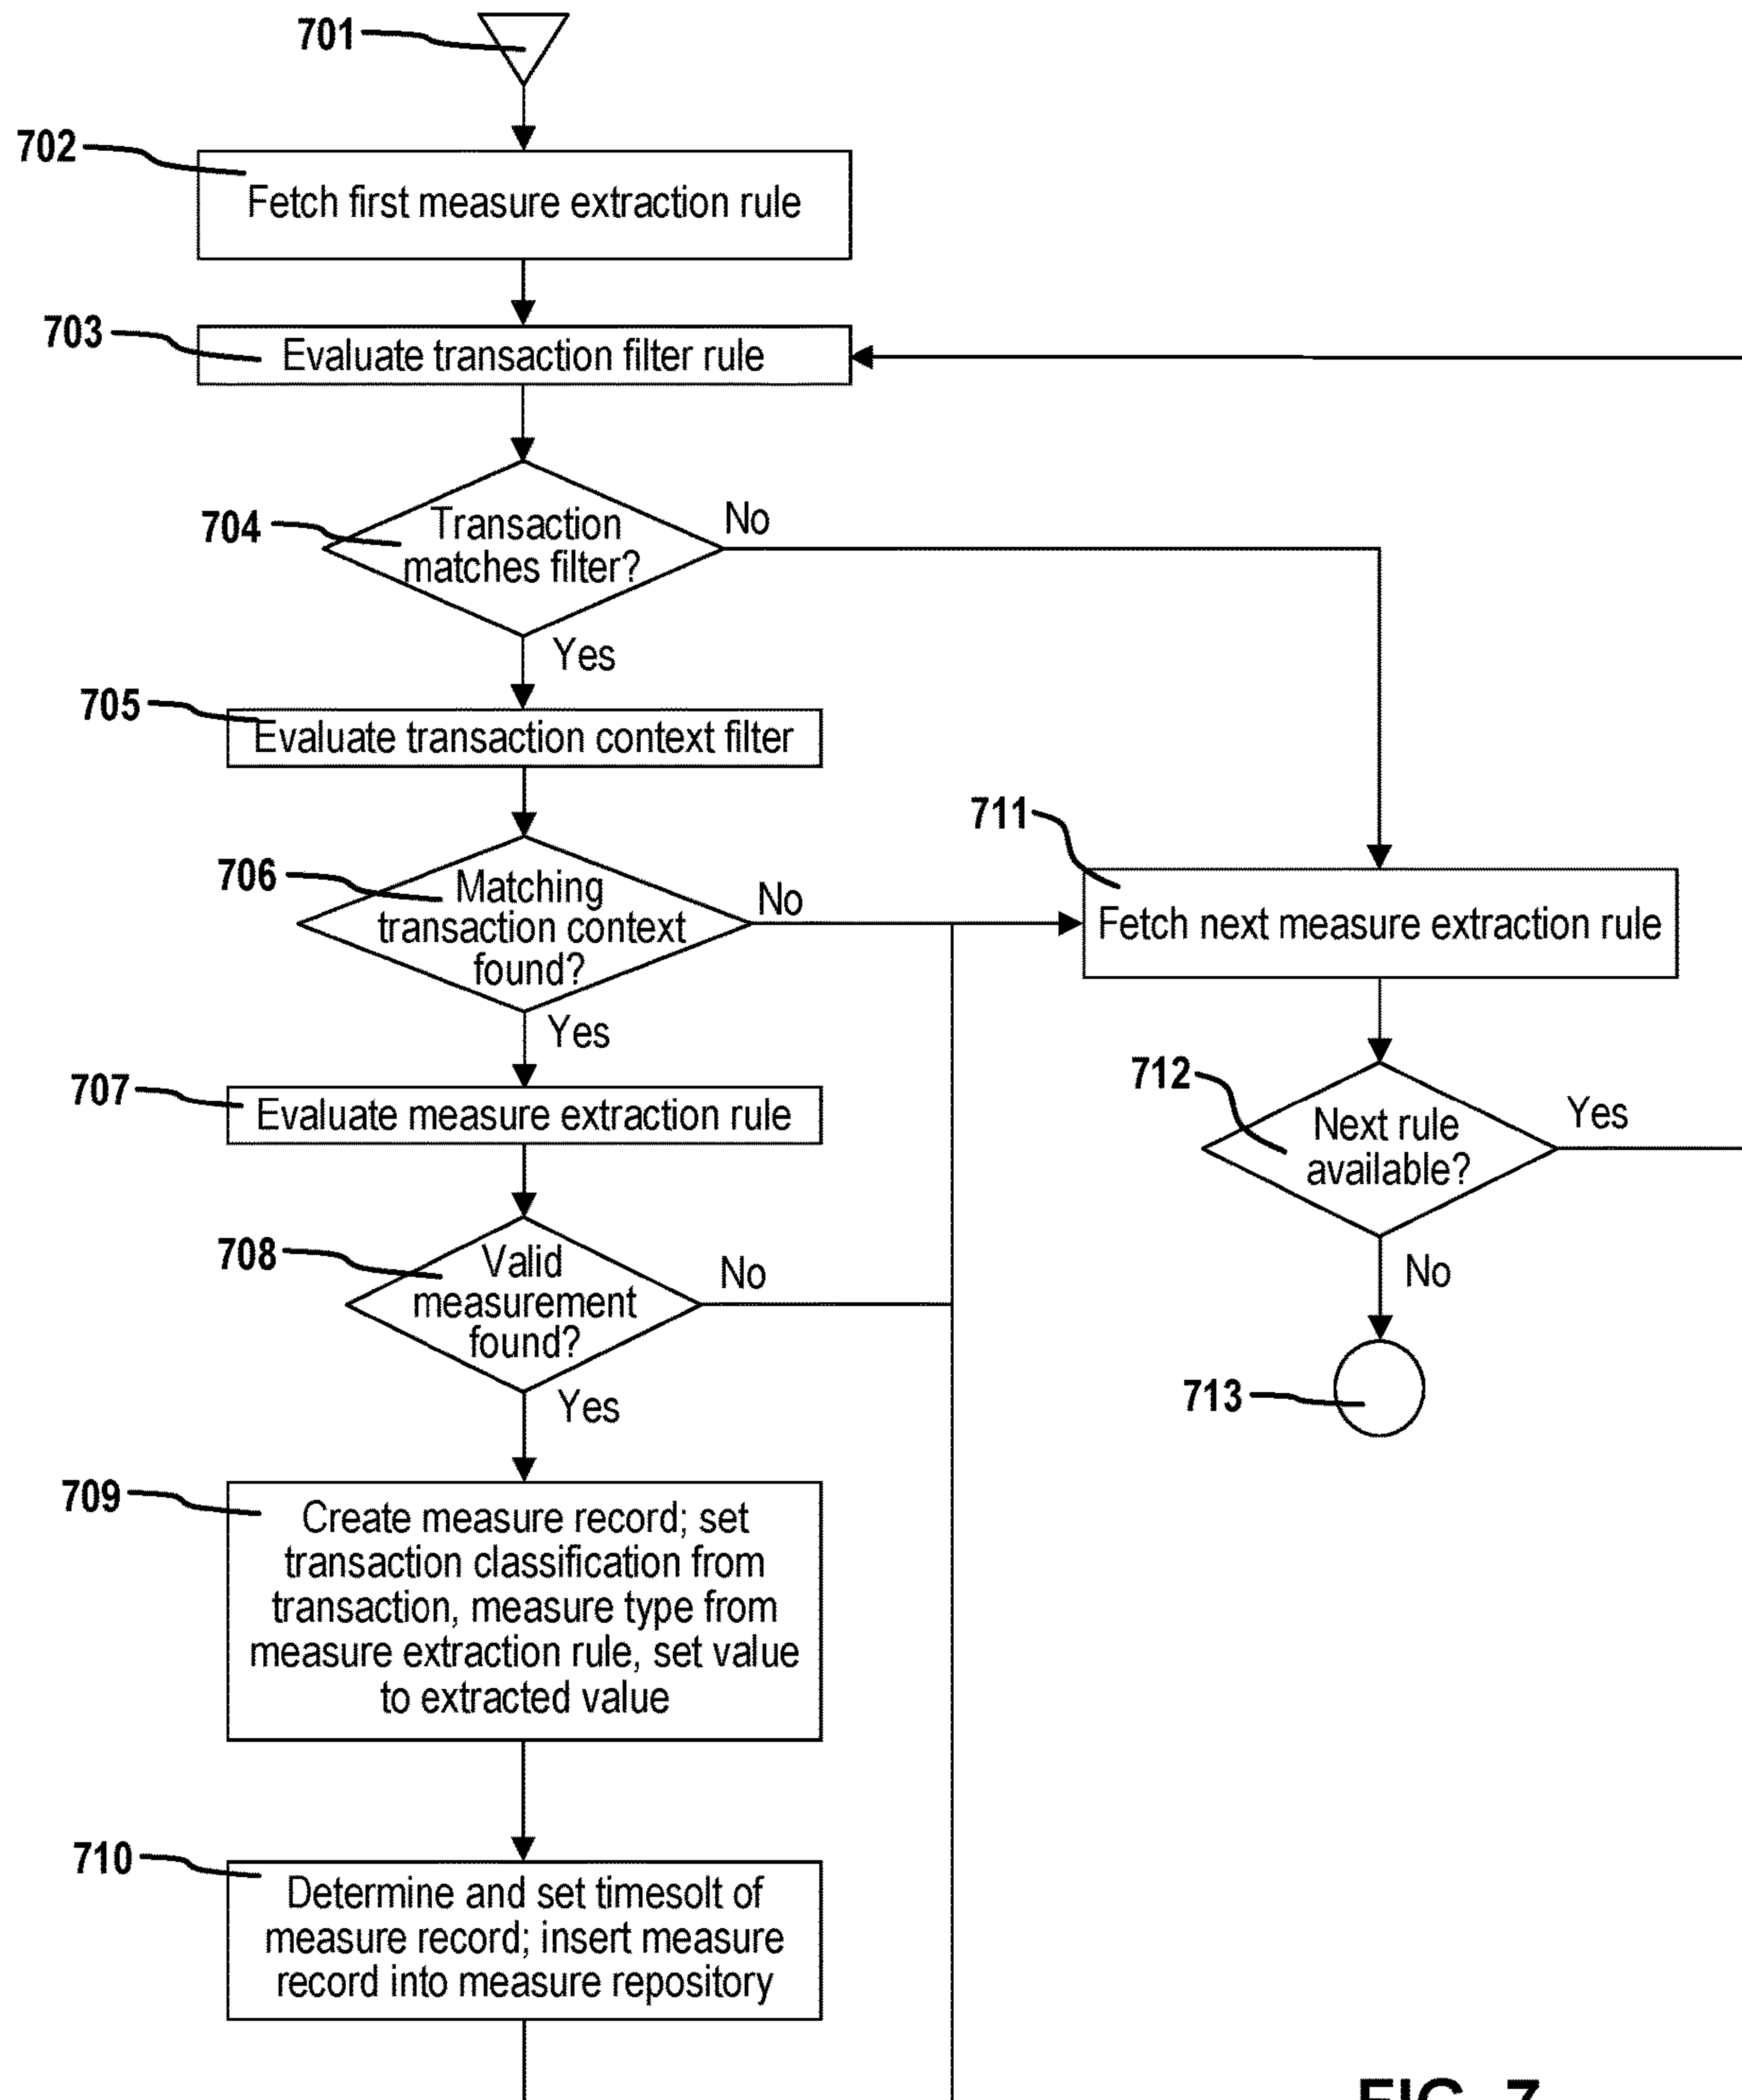 701
702
Fetch first measure extraction rule
703
Evaluate transaction filter rule
704
Transaction
matches filter?
No
Yes
705
Evaluate transaction context filter
706
Matching
transaction context
found?
No
Yes
707
Evaluate measure extraction rule
708
Valid
measurement
found?
No
Yes
709
Create measure record; set
transaction classification from
transaction, measure type from
measure extraction rule, set value
to extracted value
710
Determine and set timesolt of
measure record; insert measure
record into measure repository
711
Fetch next measure extraction rule
712
Next rule
available?
Yes
No
713
FIG. 7